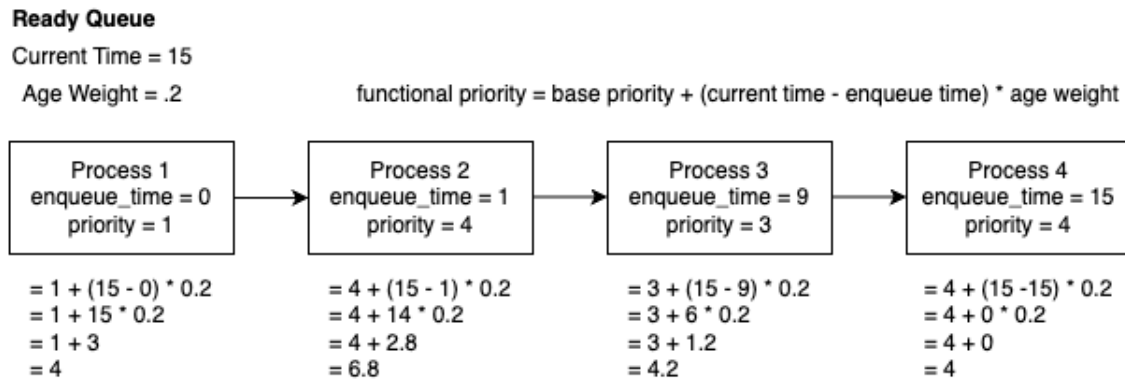 Ready Queue
Current Time = 15
Age Weight = .2
functional priority = base priority + (current time - enqueue time) * age weight
Process 1
enqueue_time = 0
priority = 1
Process 2
enqueue_time = 1
priority = 4
Process 3
enqueue_time = 9
priority = 3
Process 4
enqueue_time = 15
priority = 4
= 1 + (15 - 0) * 0.2
= 1 + 15 * 0.2
= 1 + 3
= 4
= 4 + (15 - 1) * 0.2
= 4 + 14 * 0.2
= 4 + 2.8
= 6.8
= 3 + (15 - 9) * 0.2
= 3 + 6 * 0.2
= 3 + 1.2
= 4.2
= 4 + (15 -15) * 0.2
= 4 + 0 * 0.2
= 4 + 0
= 4